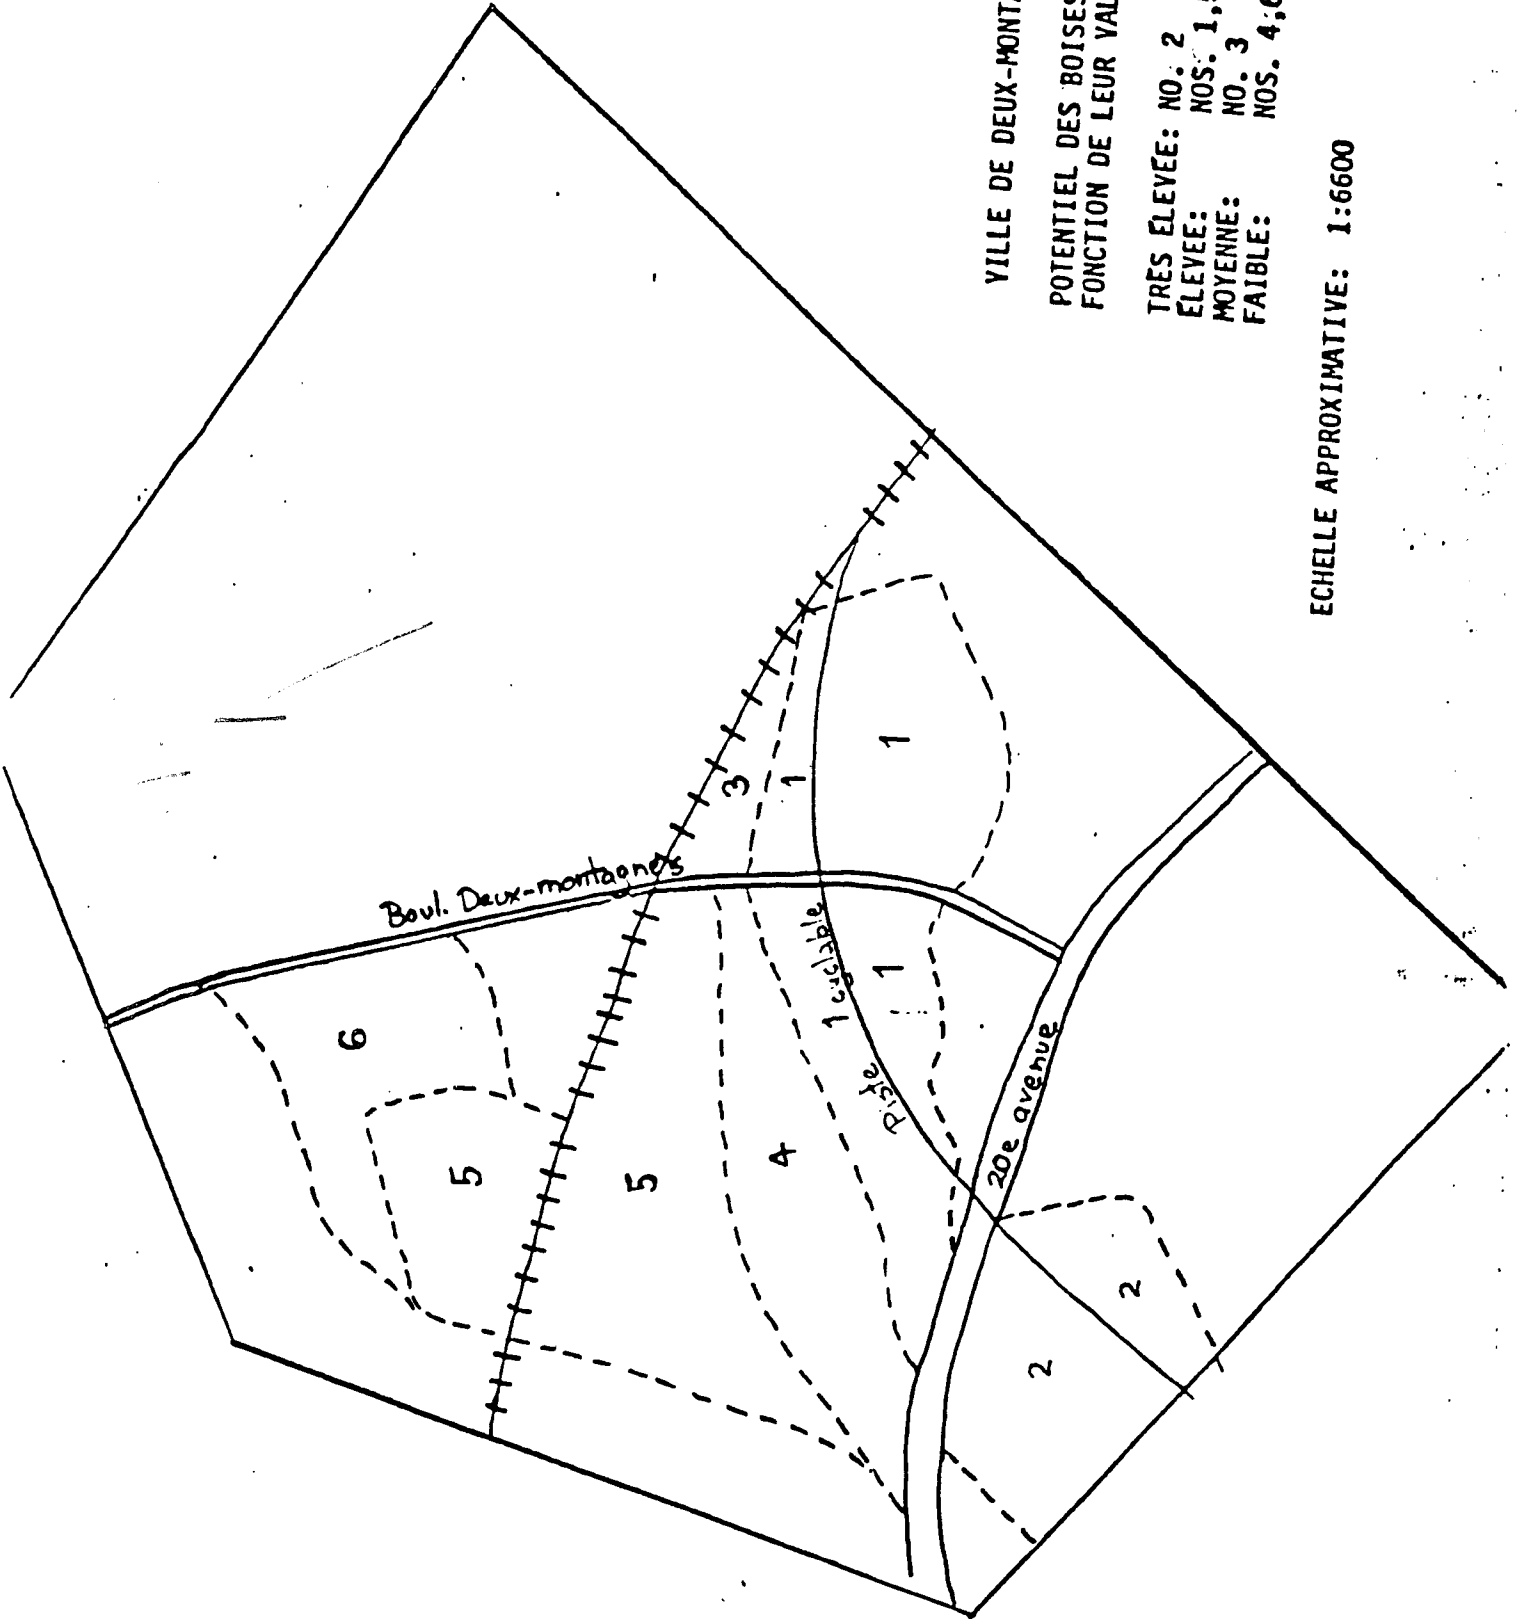 VILLE DE DEUX-MONT
POTENTIEL DES BOISES
FONCTION DE LEUR VAL
TRES ELEVEE: NO. 2
ELEVEE: NOS. 1,
MOYENNE: NO. 3
FAIBLE: NOS. 4,6
ECHELLE APPROXIMATIVE: 1:6600
Boul. Deux-montagnes
6
5
5
4
3
1
1
1
1
Piste cyclable
20e avenue
2
2